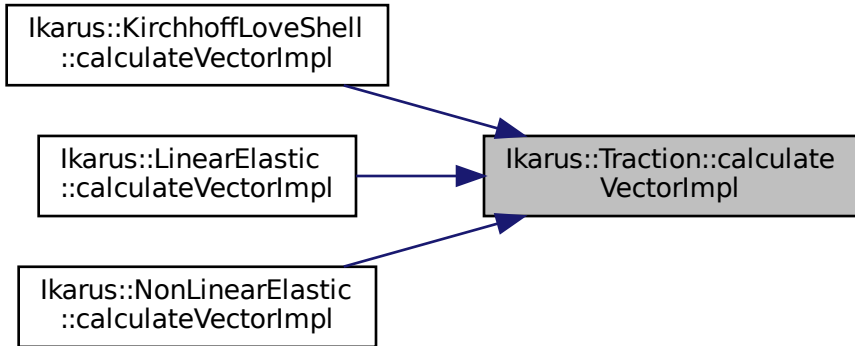 Ikarus::KirchhoffLoveShell
::calculateVectorImpl
Ikarus::LinearElastic
::calculateVectorImpl
Ikarus::Traction::calculate
VectorImpl
Ikarus::NonLinearElastic
::calculateVectorImpl